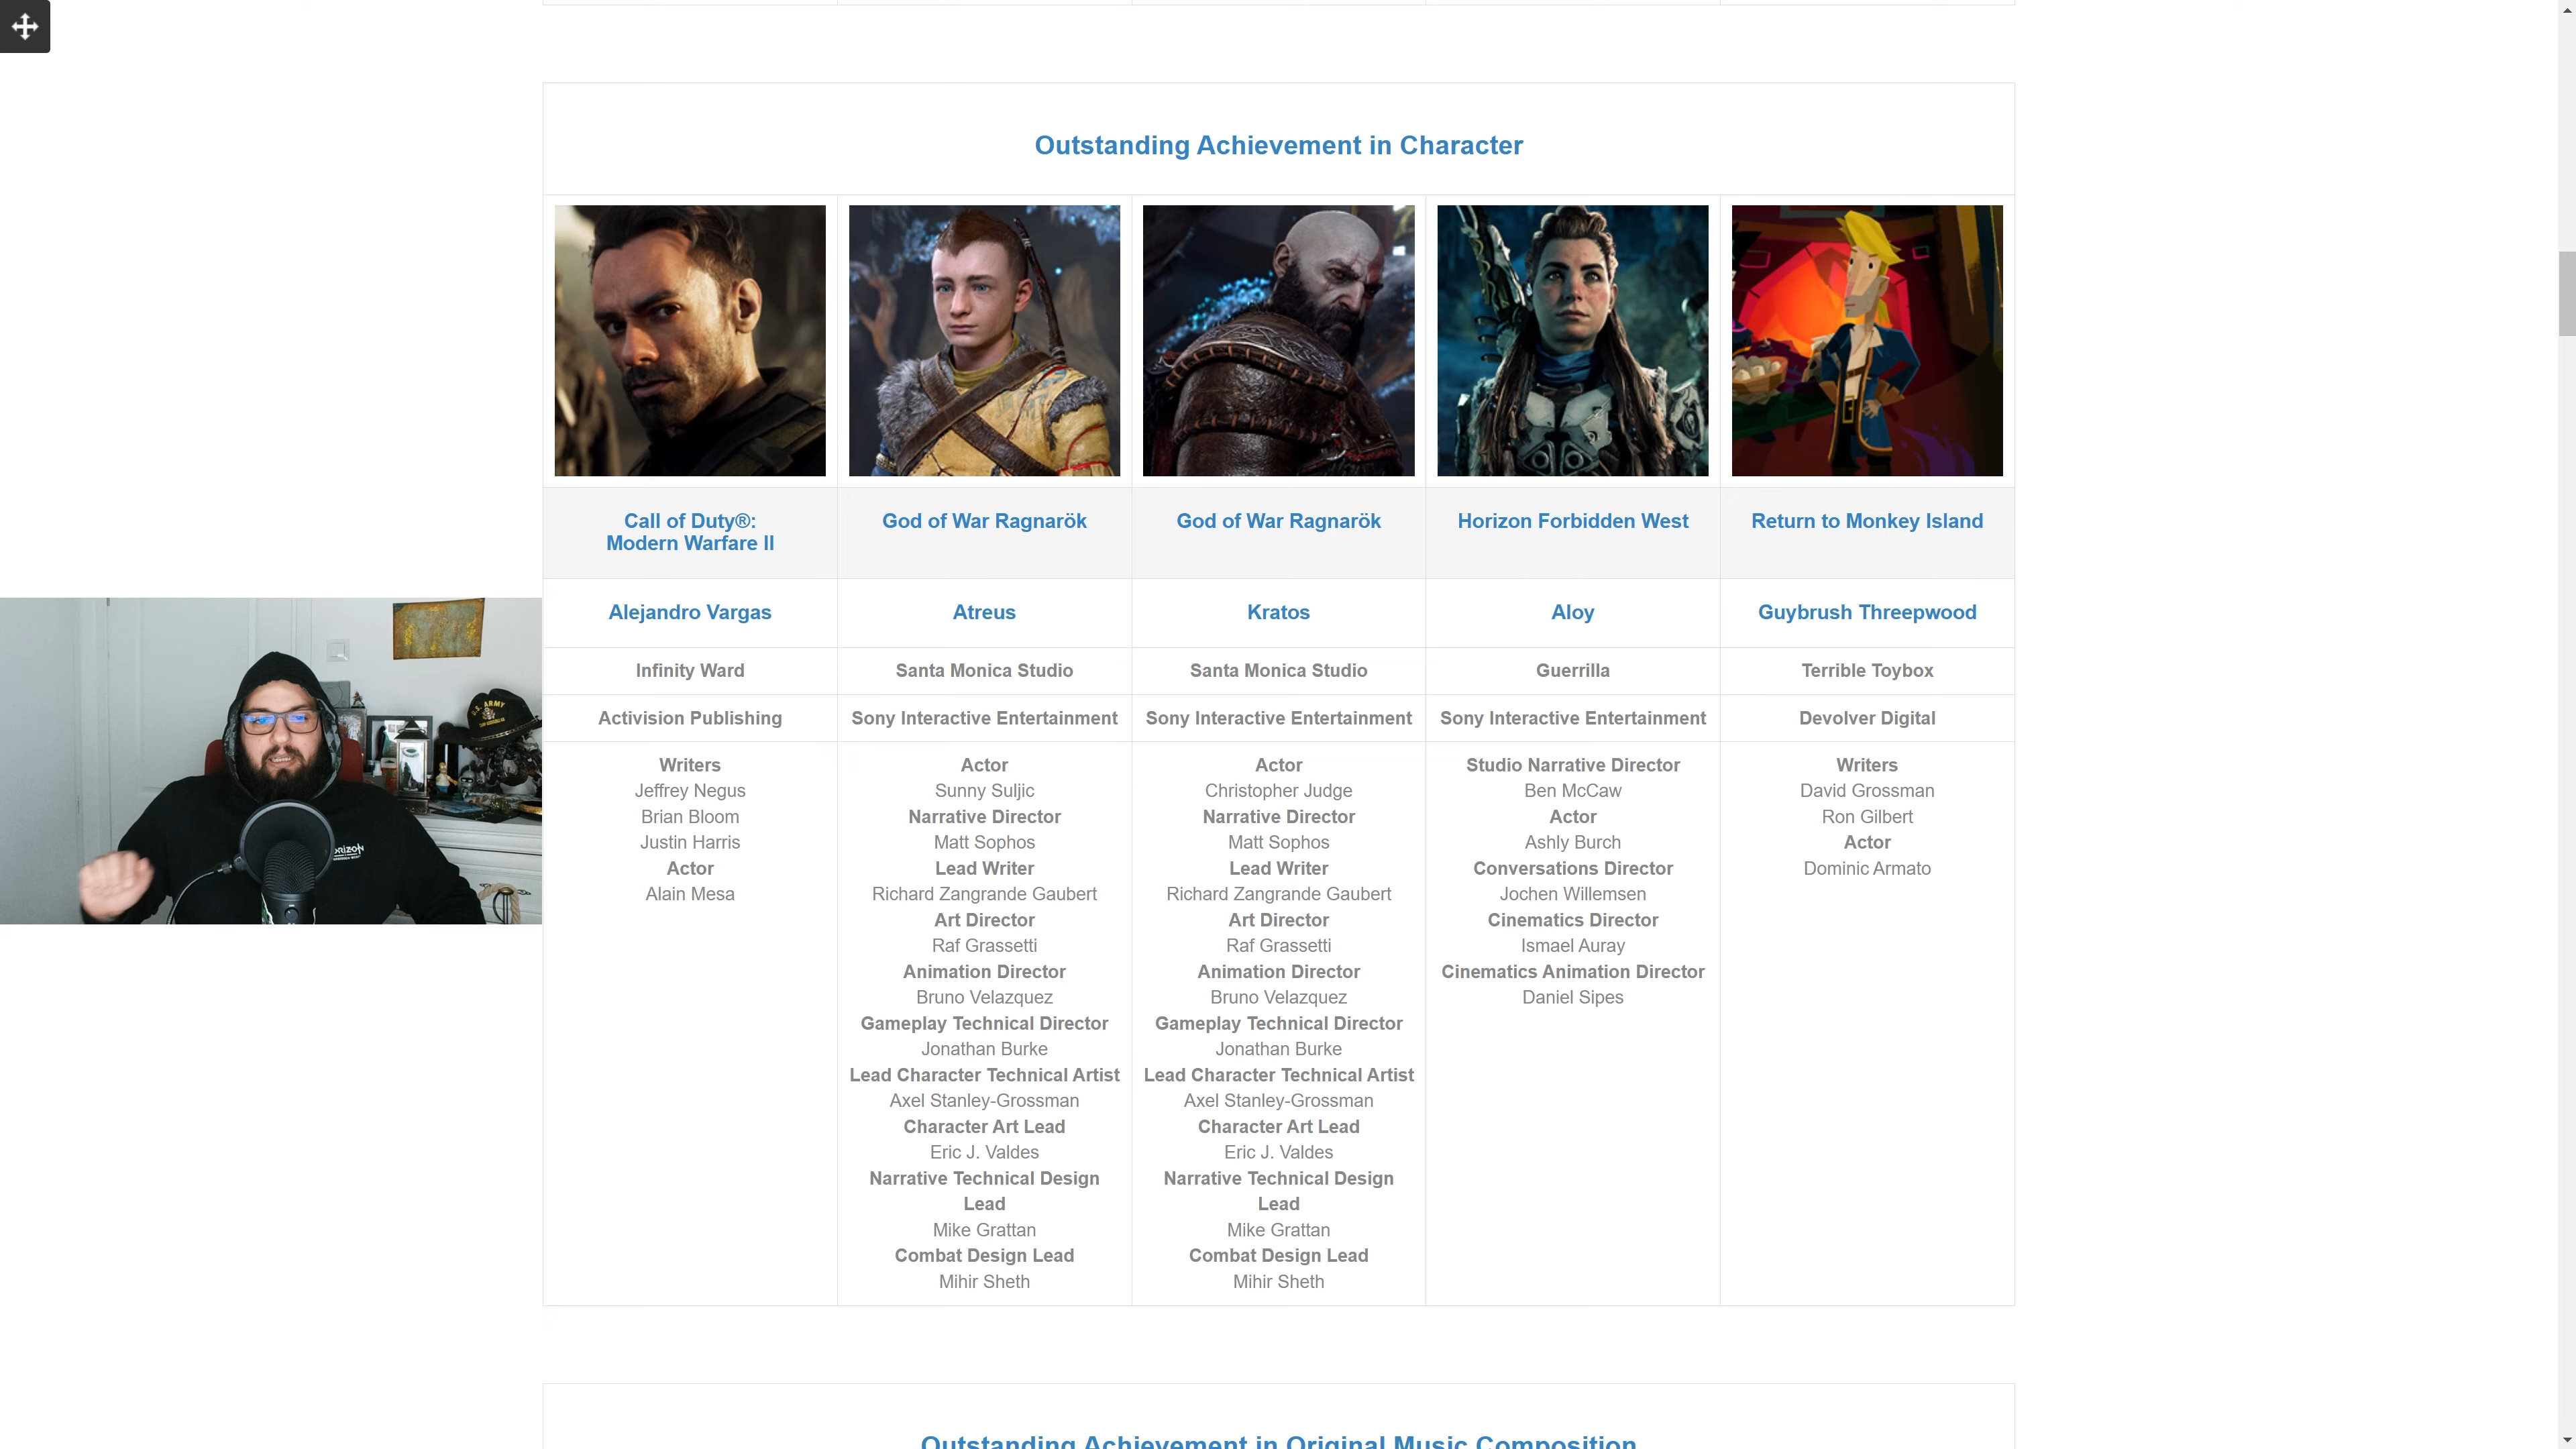 Outstanding Achievement in Character
Call of Duty®:
Modern Warfare II
God of War Ragnarök
God of War Ragnarök
Horizon Forbidden West
Return to Monkey Island
Alejandro Vargas
Atreus
Kratos
Aloy
Guybrush Threepwood
Infinity Ward
Santa Monica Studio
Santa Monica Studio
Guerrilla
Terrible Toybox
Activision Publishing
Sony Interactive Entertainment
Sony Interactive Entertainment
Sony Interactive Entertainment
Devolver Digital
Writers
Jeffrey Negus
Brian Bloom
Justin Harris
Actor
Alain Mesa
Actor
Sunny Suljic
Narrative Director
Matt Sophos
Lead Writer
Richard Zangrande Gaubert
Art Director
Raf Grassetti
Animation Director
Bruno Velazquez
Gameplay Technical Director
Jonathan Burke
Lead Character Technical Artist
Axel Stanley-Grossman
Character Art Lead
Eric J. Valdes
Narrative Technical Design
Lead
Mike Grattan
Combat Design Lead
Mihir Sheth
Actor
Christopher Judge
Narrative Director
Matt Sophos
Lead Writer
Richard Zangrande Gaubert
Art Director
Raf Grassetti
Animation Director
Bruno Velazquez
Gameplay Technical Director
Jonathan Burke
Lead Character Technical Artist
Axel Stanley-Grossman
Character Art Lead
Eric J. Valdes
Narrative Technical Design
Lead
Mike Grattan
Combat Design Lead
Mihir Sheth
Studio Narrative Director
Ben McCaw
Actor
Ashly Burch
Conversations Director
Jochen Willemsen
Cinematics Director
Ismael Auray
Cinematics Animation Director
Daniel Sipes
Writers
David Grossman
Ron Gilbert
Actor
Dominic Armato
U.S. ARMY
Outstanding Achievement in Original Music Composition